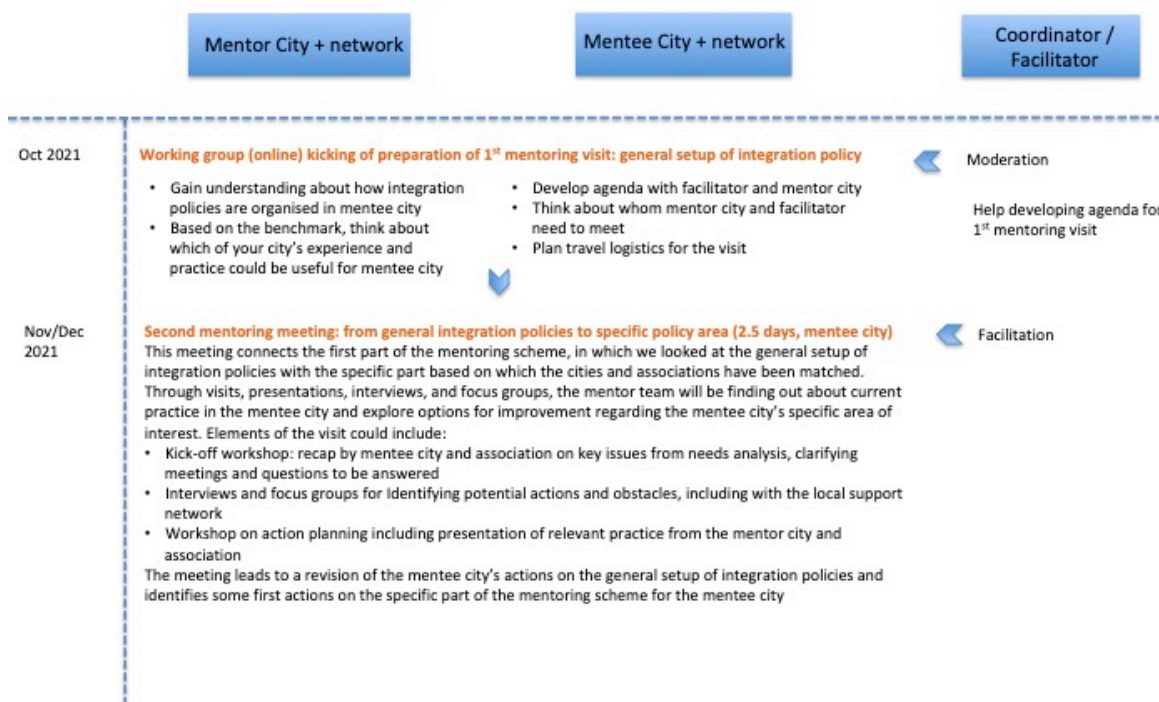 Mentor City + network
Mentee City + network
Coordinator /
Facilitator
Oct 2021
Working group (online) kicking of preparation of 1st mentoring visit: general setup of integration policy
• Gain understanding about how integration
policies are organised in mentee city
• Based on the benchmark, think about
which of your city's experience and
practice could be useful for mentee city
• Develop agenda with facilitator and mentor city
• Think about whom mentor city and facilitator
need to meet
• Plan travel logistics for the visit
Moderation
Help developing agenda for
1st mentoring visit
Nov/Dec
2021
Second mentoring meeting: from general integration policies to specific policy area (2.5 days, mentee city)
This meeting connects the first part of the mentoring scheme, in which we looked at the general setup of
integration policies with the specific part based on which the cities and associations have been matched.
Through visits, presentations, interviews, and focus groups, the mentor team will be finding out about current
practice in the mentee city and explore options for improvement regarding the mentee city's specific area of
interest. Elements of the visit could include:
• Kick-off workshop: recap by mentee city and association on key issues from needs analysis, clarifying
meetings and questions to be answered
• Interviews and focus groups for Identifying potential actions and obstacles, including with the local support
network
• Workshop on action planning including presentation of relevant practice from the mentor city and
association
The meeting leads to a revision of the mentee city's actions on the general setup of integration policies and
identifies some first actions on the specific part of the mentoring scheme for the mentee city
Facilitation